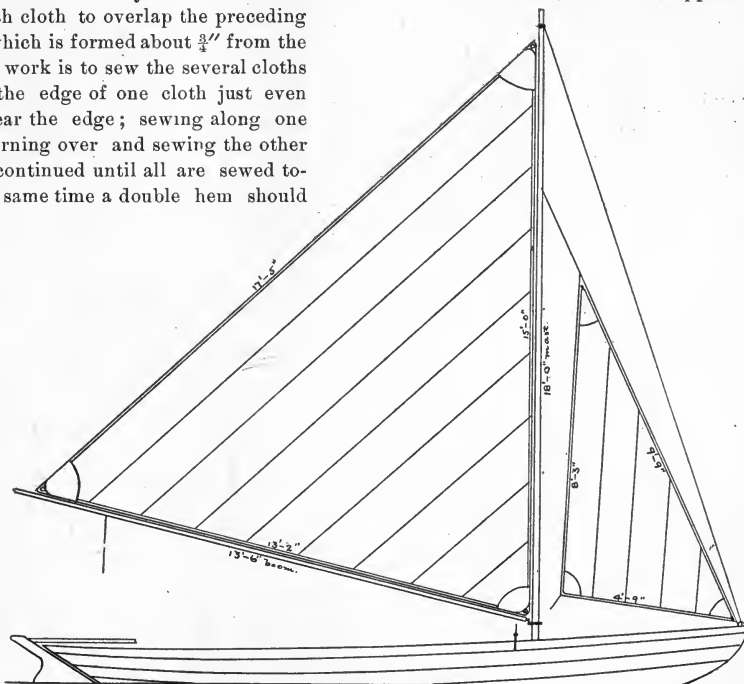 th cloth to overlap the preceding
which is formed about ¾″ from the
work is to sew the several cloths
the edge of one cloth just even
ear the edge; sewing along one
rning over and sewing the other
continued until all are sewed to-
same time a double hem should
17'-5"
15'-0"
18'-0" mast.
9'-9"
8'-3"
13'-2"
13'-6" boom.
4'-9"